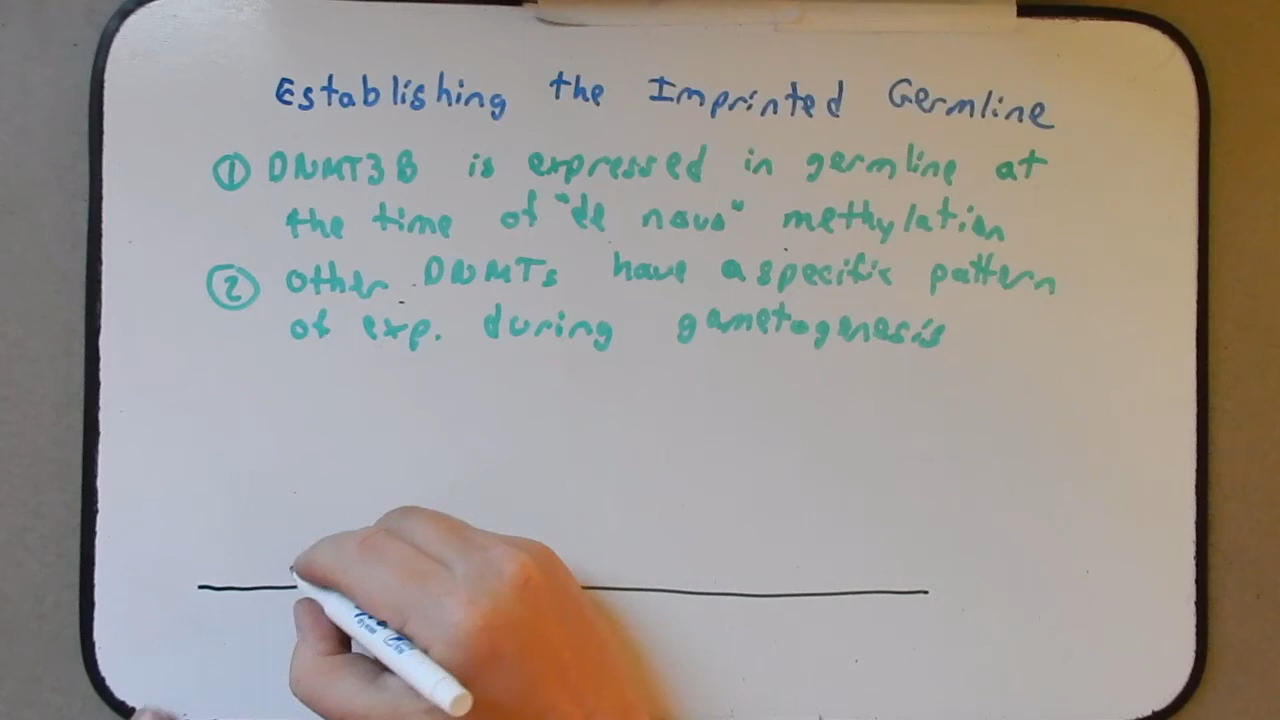 Establishing the Imprinted Germline
① DNMT3B is expressed in germline at
the time of "de novo" methylation
② Other DNMTs have a specific pattern
of exp. during gametogenesis